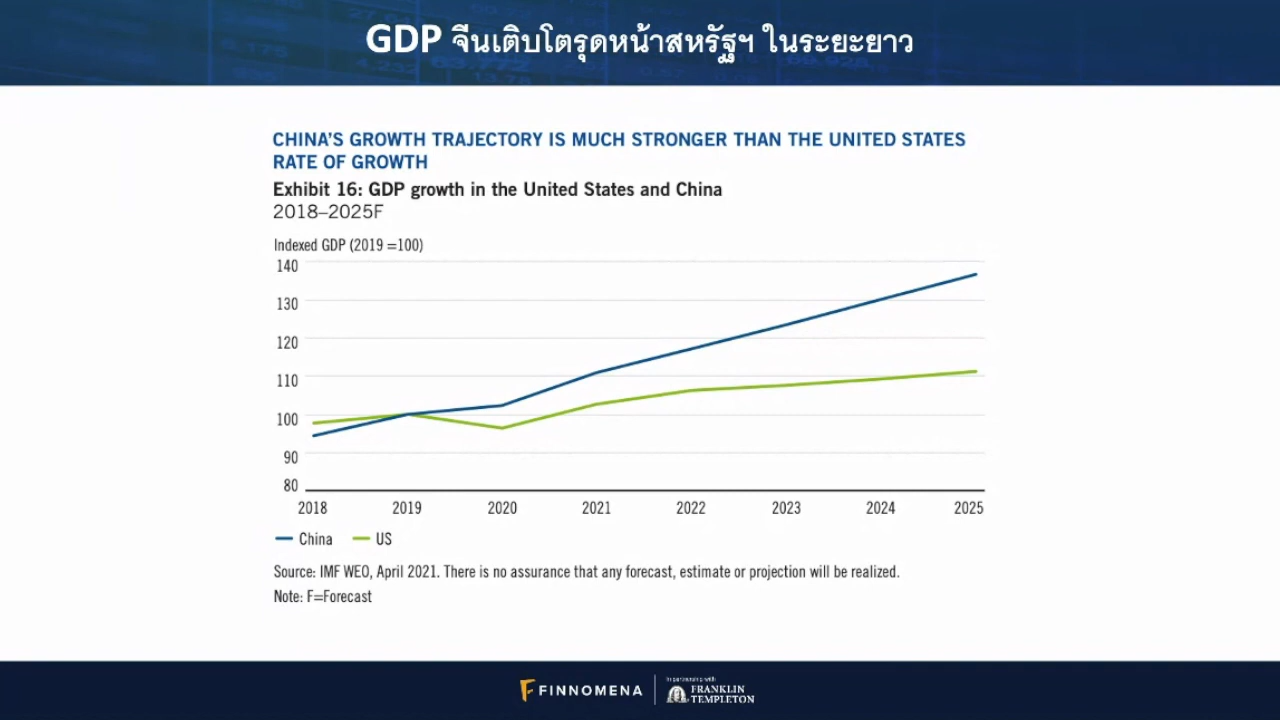 GDP จีนเติบโตรุดหน้าสหรัฐฯ ในระยะยาว
CHINA'S GROWTH TRAJECTORY IS MUCH STRONGER THAN THE UNITED STATES
RATE OF GROWTH
Exhibit 16: GDP growth in the United States and China
2018–2025F
Indexed GDP (2019 =100)
140
130
120
110
100
90
80
2018 2019 2020 2021 2022 2023 2024 2025
China US
Source: IMF WEO, April 2021. There is no assurance that any forecast, estimate or projection will be realized.
Note: F=Forecast
FINNOMENA
In partnership with
FRANKLIN
TEMPLETON